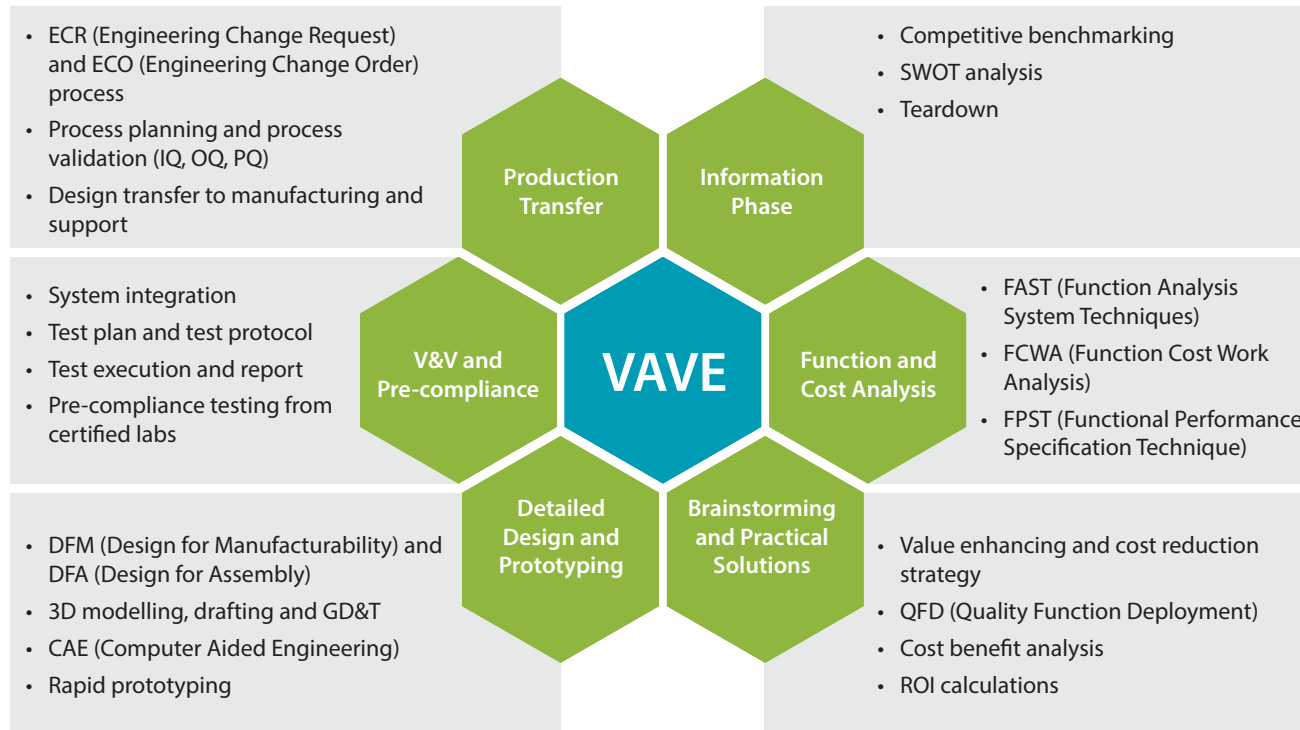 • ECR (Engineering Change Request)
and ECO (Engineering Change Order)
process
• Process planning and process
validation (IQ, OQ, PQ)
• Design transfer to manufacturing and
support
Production
Transfer
Information
Phase
• Competitive benchmarking
• SWOT analysis
• Teardown
• System integration
• Test plan and test protocol
• Test execution and report
• Pre-compliance testing from
certified labs
V&V and
Pre-compliance
VAVE
Function and
Cost Analysis
• FAST (Function Analysis
System Techniques)
• FCWA (Function Cost Work
Analysis)
• FPST (Functional Performance
Specification Technique)
• DFM (Design for Manufacturability) and
DFA (Design for Assembly)
• 3D modelling, drafting and GD&T
• CAE (Computer Aided Engineering)
• Rapid prototyping
Detailed
Design and
Prototyping
Brainstorming
and Practical
Solutions
• Value enhancing and cost reduction
strategy
• QFD (Quality Function Deployment)
• Cost benefit analysis
• ROI calculations